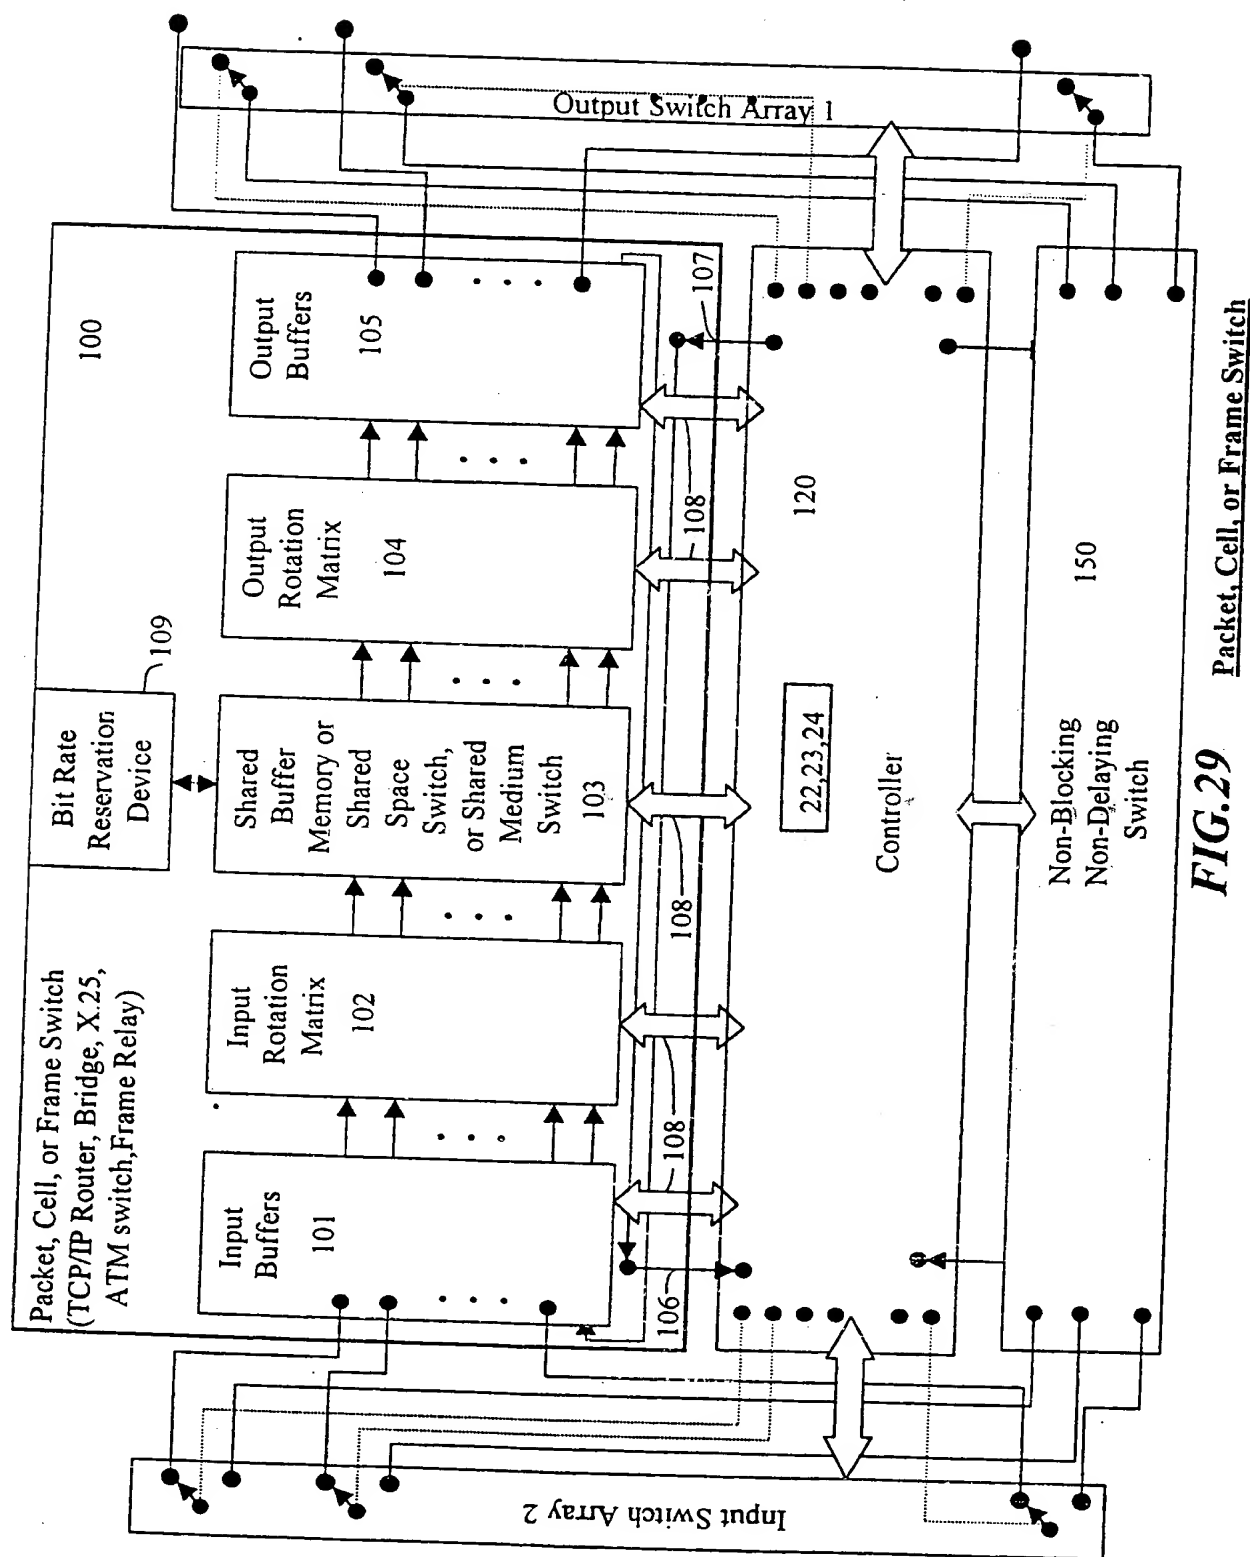 Packet, Cell, or Frame Switch
(TCP/IP Router, Bridge, X.25,
ATM switch,Frame Relay)
Bit Rate
Reservation
Device
109
100
Input
Buffers
101
Input
Rotation
Matrix
102
Shared
Buffer
Memory or
Shared
Space
Switch,
or Shared
Medium
Switch
103
Output
Rotation
Matrix
104
Output
Buffers
105
106
108
108
108
108
107
Input Switch Array 2
Output Switch Array 1
22,23,24
120
Controller
Non-Blocking
Non-Delaying
Switch
150
FIG.29
Packet, Cell, or Frame Switch